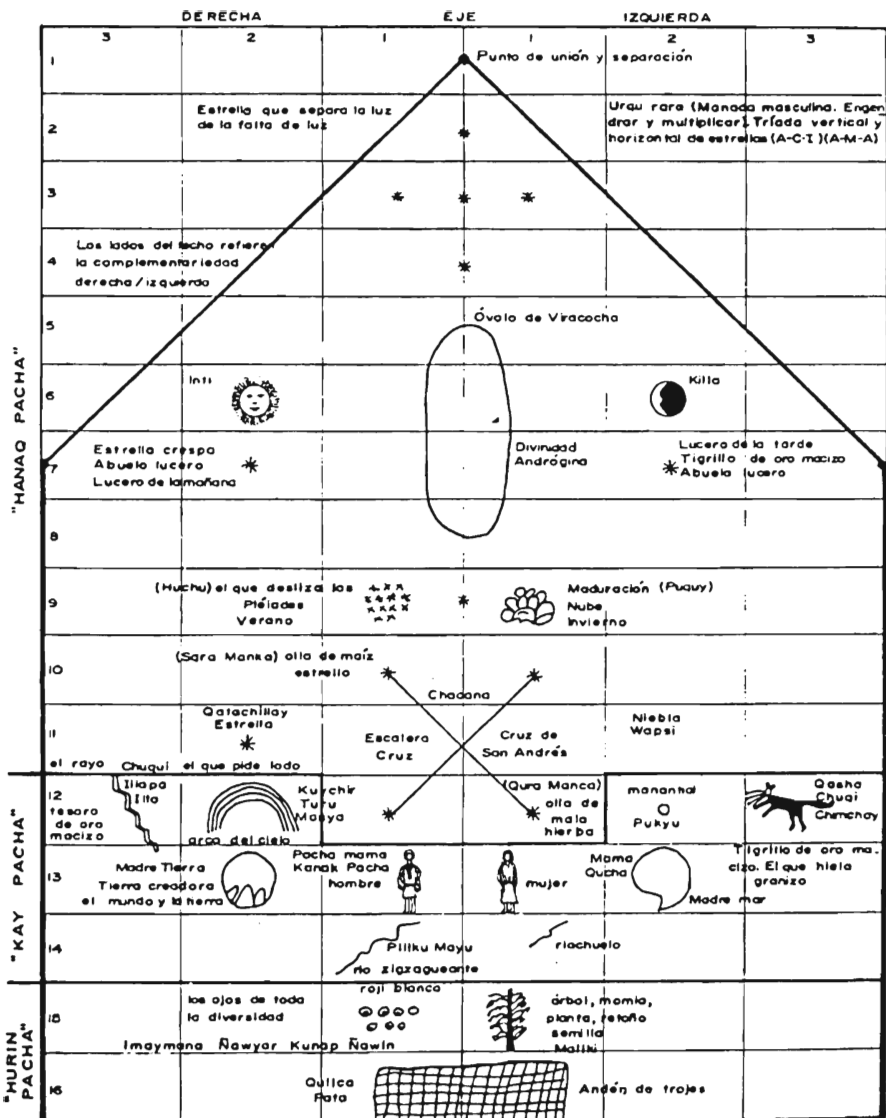 DERECHA EJE IZQUIERDA
3 2 1 1 2 3
1
Punto de unión y separación
2
Estrella que separa la luz
de la falta de luz
Urqu rara (Manada masculina. Engen
drar y multiplicar). Tríada vertical y
horizontal de estrellas (A-C-I) (A-M-A)
3
4
Los lados del techo refieren
la complementariedad
derecha/izquierda
"HANAQ PACHA"
5
Óvalo de Viracocha
6
Inti
Killa
7
Estrella crespa
Abuelo lucero
Lucero de la mañana
Divinidad
Andrógina
Lucero de la tarde
Tigrillo de oro macizo
Abuelo lucero
8
9
(Huchu) el que desliza las
Pléiades
Verano
Maduración (Puquy)
Nube
Invierno
10
(Sara Manka) olla de maíz
estrella
Chacana
11
Qatachillay
Estrella
Escalera
Cruz
Cruz de
San Andrés
Niebla
Wapsi
el rayo Chuqui el que pide lado
"KAY PACHA"
12
Illapa
Illa
tesoro
de oro
macizo
Kuychir
Turu
Manya
arco del cielo
(Qura Manca)
olla de
mala
hierba
manantial
Pukyu
Qasha
Chuqi
Chinchay
13
Madre Tierra
Tierra creadora
el mundo y la tierra
Pacha mama
Kanak Pacha
hombre
mujer
Mama
Qucha
Madre mar
Tigrillo de oro ma.
cizo. El que hiela
granizo
14
Pillku Mayu
río zigzagueante
roji blanco
riachuelo
"HURIN
PACHA"
15
los ojos de toda
la diversidad
Imaymana Ñawyar Kunap Ñawin
árbol, momia,
planta, retoño
semilla
Mallki
16
Qullca
Pata
Andén de trojes